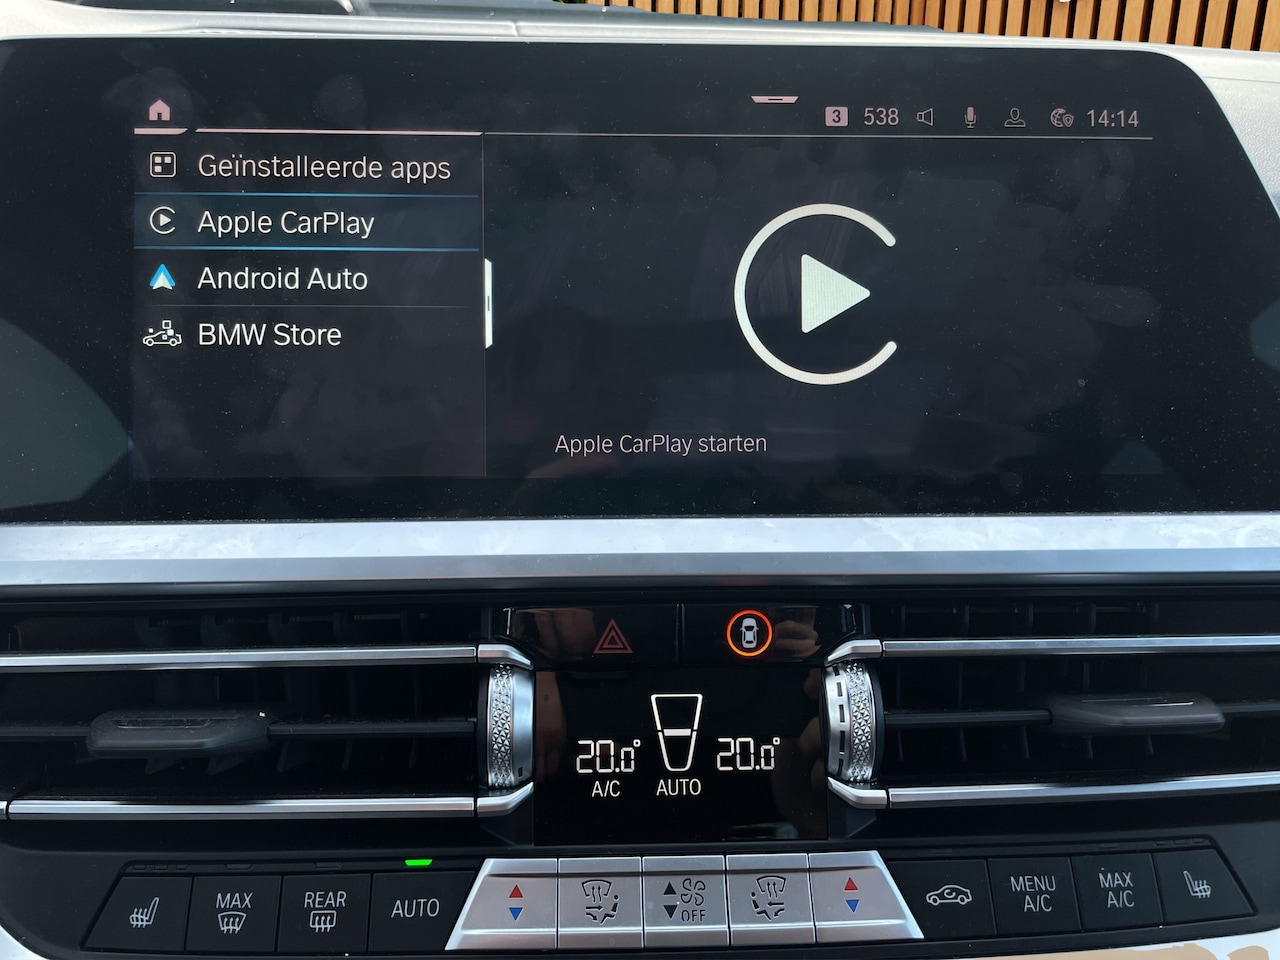 3 538 14:14
Geïnstalleerde apps
Apple CarPlay
Android Auto
BMW Store
Apple CarPlay starten
20.0° 20.0°
A/C AUTO
MAX
REAR
AUTO
OFF
MENU
A/C
MAX
A/C